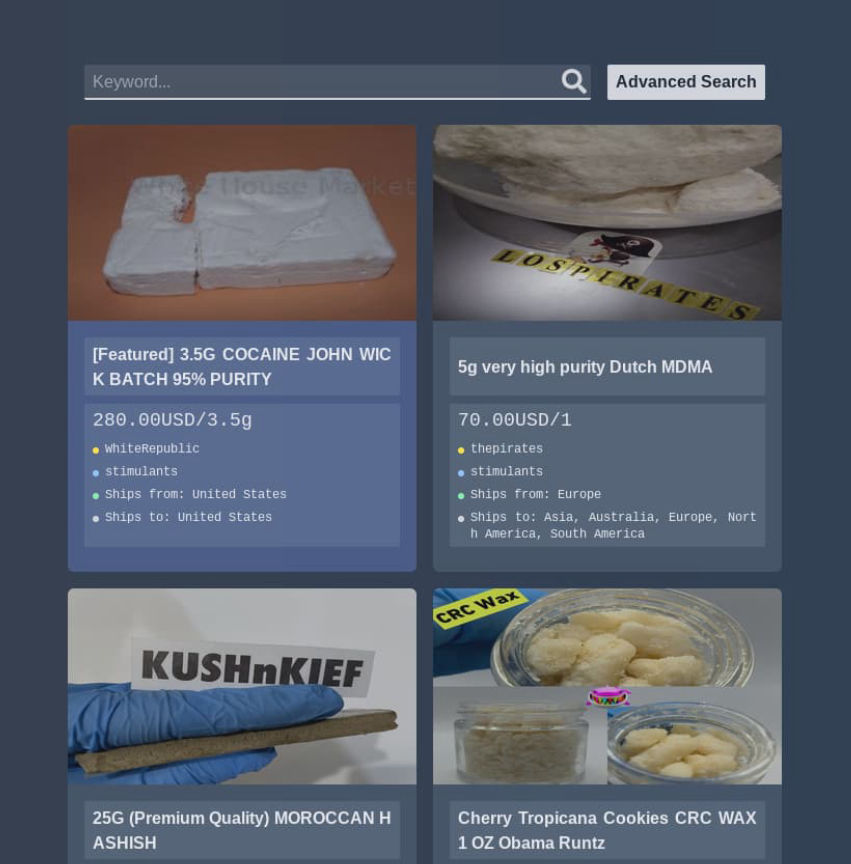 Keyword...
Advanced Search
White House Market
LOSPIRATES
[Featured] 3.5G COCAINE JOHN WIC
K BATCH 95% PURITY
280.00USD/3.5g
WhiteRepublic
stimulants
Ships from: United States
Ships to: United States
5g very high purity Dutch MDMA
70.00USD/1
thepirates
stimulants
Ships from: Europe
Ships to: Asia, Australia, Europe, Nort
h America, South America
KUSHnKIEF
25G (Premium Quality) MOROCCAN H
ASHISH
CRC Wax
Cherry Tropicana Cookies CRC WAX
1 OZ Obama Runtz